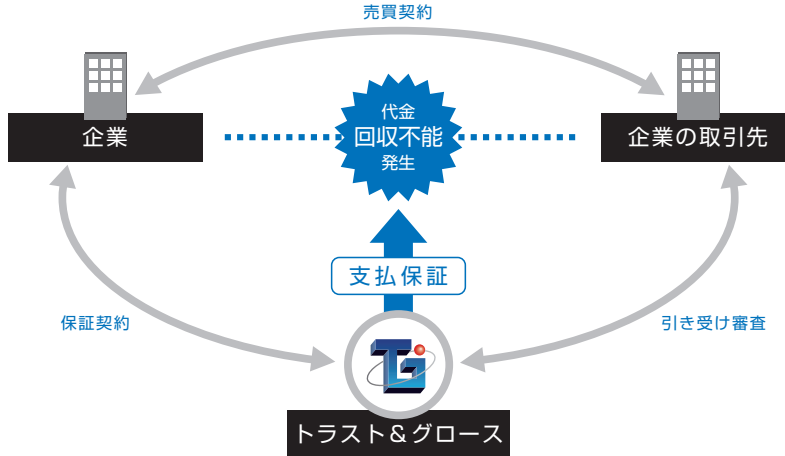 売買契約
企業
代金
回収不能
発生
企業の取引先
支払保証
保証契約
引き受け審査
TG
トラスト&グロース